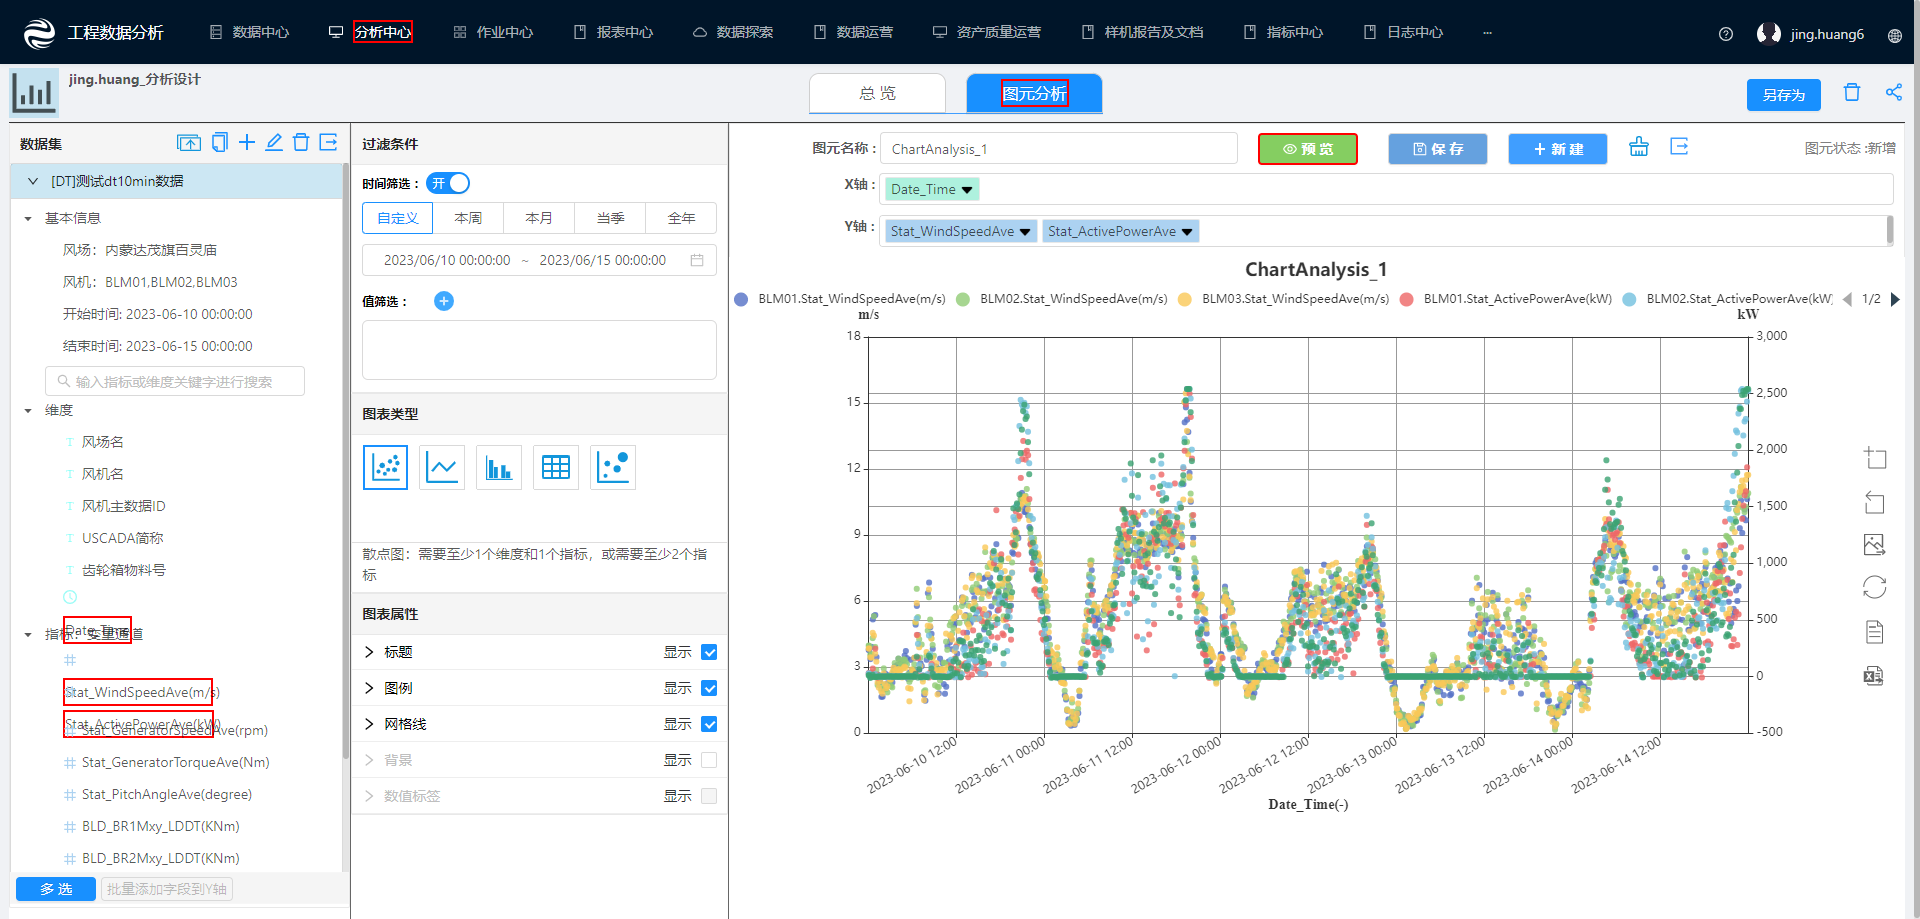 工程数据分析
数据中心
分析中心
作业中心
报表中心
数据探索
数据运营
资产质量运营
样机报告及文档
指标中心
日志中心
...
jing.huang6
jing.huang_分析设计
总 览
图元分析
另存为
数据集
[DT]测试dt10min数据
基本信息
风场：内蒙达茂旗百灵庙
风机：BLM01,BLM02,BLM03
开始时间: 2023-06-10 00:00:00
结束时间: 2023-06-15 00:00:00
输入指标或维度关键字进行搜索
维度
T 风场名
T 风机名
T 风机主数据ID
T USCADA简称
T 齿轮箱物料号
Date_Time
指标: 变量通道
Stat_WindSpeedAve(m/s)
Stat_ActivePowerAve(kW)
Stat_GeneratorSpeedAve(rpm)
Stat_GeneratorTorqueAve(Nm)
Stat_PitchAngleAve(degree)
BLD_BR1Mxy_LDDT(KNm)
BLD_BR2Mxy_LDDT(KNm)
多 选
批量添加字段到Y轴
过滤条件
时间筛选：
开
自定义
本周
本月
当季
全年
2023/06/10 00:00:00 ~ 2023/06/15 00:00:00
值筛选：
图表类型
散点图：需要至少1个维度和1个指标，或需要至少2个指
标
图表属性
标题 显示
图例 显示
网格线 显示
背景 显示
数值标签 显示
图元名称 :
ChartAnalysis_1
预 览
保 存
新 建
图元状态 :新增
X轴 :
Date_Time
Y轴 :
Stat_WindSpeedAve
Stat_ActivePowerAve
ChartAnalysis_1
BLM01.Stat_WindSpeedAve(m/s)
BLM02.Stat_WindSpeedAve(m/s)
BLM03.Stat_WindSpeedAve(m/s)
BLM01.Stat_ActivePowerAve(kW)
BLM02.Stat_ActivePowerAve(kW)
1/2
m/s
kW
18
15
12
9
6
3
0
3,000
2,500
2,000
1,500
1,000
500
0
-500
2023-06-10 12:00
2023-06-11 00:00
2023-06-11 12:00
2023-06-12 00:00
2023-06-12 12:00
2023-06-13 00:00
2023-06-13 12:00
2023-06-14 00:00
2023-06-14 12:00
Date_Time(-)